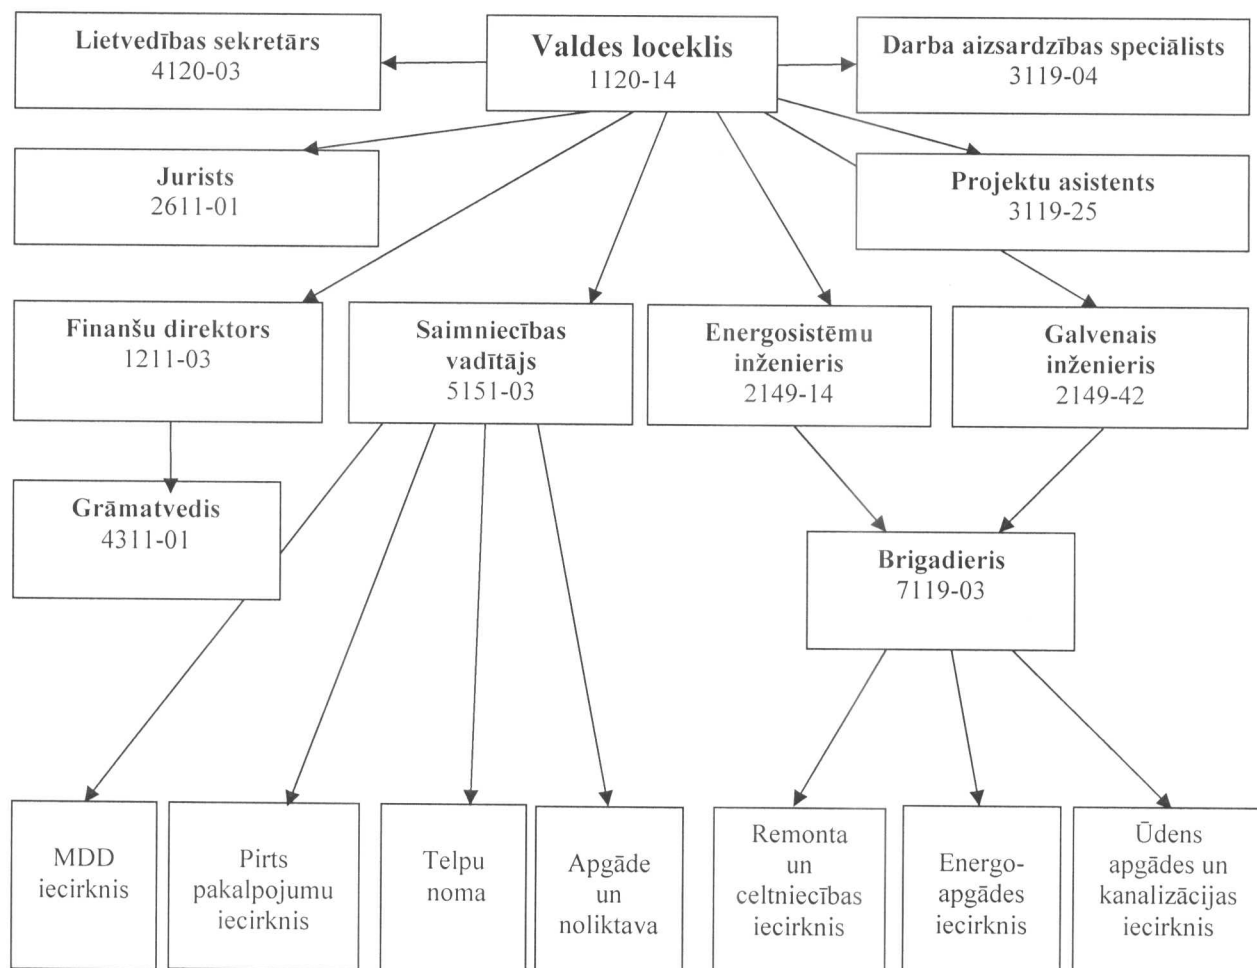 Lietvedības sekretārs
4120-03
Valdes loceklis
1120-14
Darba aizsardzības speciālists
3119-04
Jurists
2611-01
Projektu asistents
3119-25
Finanšu direktors
1211-03
Saimniecības
vadītājs
5151-03
Energosistēmu
inženieris
2149-14
Galvenais
inženieris
2149-42
Grāmatvedis
4311-01
Brigadieris
7119-03
MDD
iecirknis
Pirts
pakalpojumu
iecirknis
Telpu
noma
Apgāde
un
noliktava
Remonta
un
celtniecības
iecirknis
Energo-
apgādes
iecirknis
Ūdens
apgādes un
kanalizācijas
iecirknis